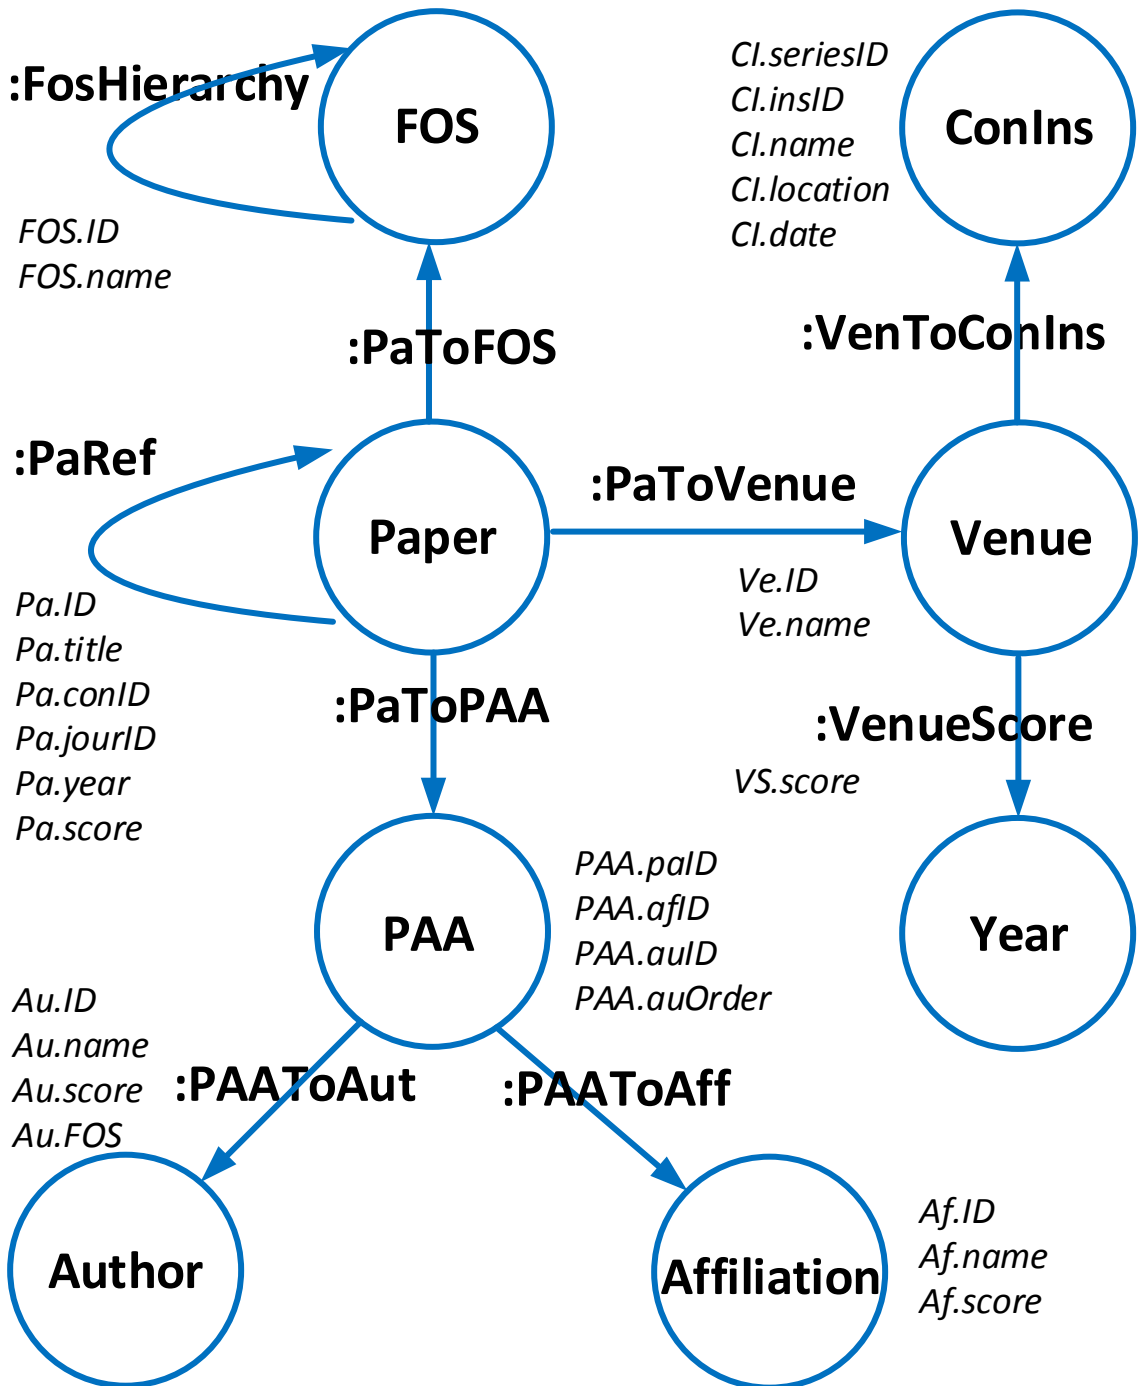 :FosHierarchy
FOS
FOS.ID
FOS.name
CI.seriesID
CI.insID
CI.name
CI.location
CI.date
ConIns
:PaToFOS
:VenToConIns
:PaRef
Paper
:PaToVenue
Venue
Pa.ID
Pa.title
Pa.conID
Pa.jourID
Pa.year
Pa.score
Ve.ID
Ve.name
:PaToPAA
:VenueScore
VS.score
PAA
PAA.paID
PAA.afID
PAA.auID
PAA.auOrder
Year
Au.ID
Au.name
Au.score
Au.FOS
:PAAToAut
:PAAToAff
Author
Affiliation
Af.ID
Af.name
Af.score